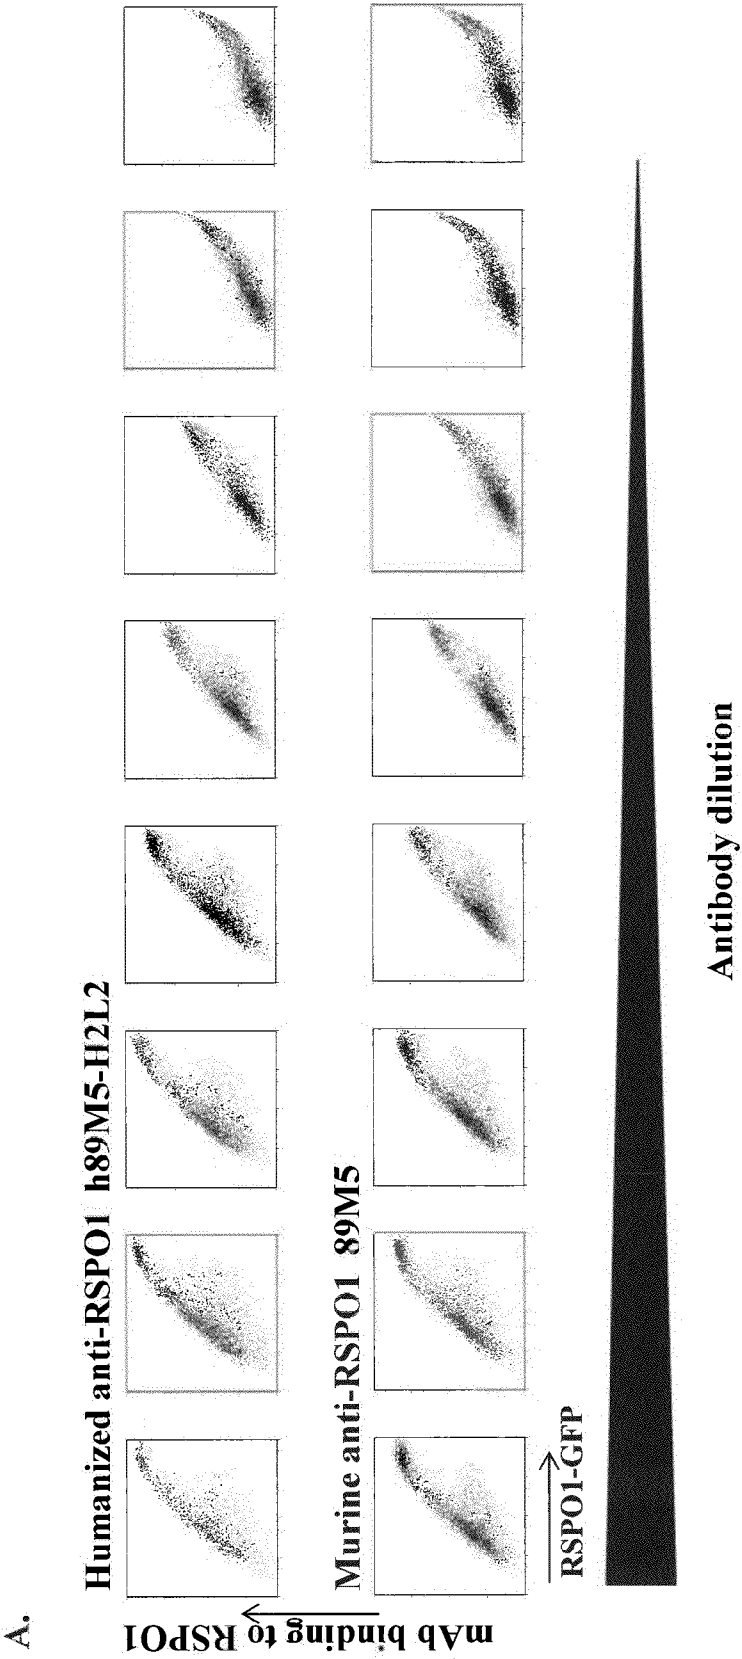 A.
Humanized anti-RSPO1 h89M5-H2L2
Murine anti-RSPO1 89M5
mAb binding to RSPO1
RSPO1-GFP
Antibody dilution